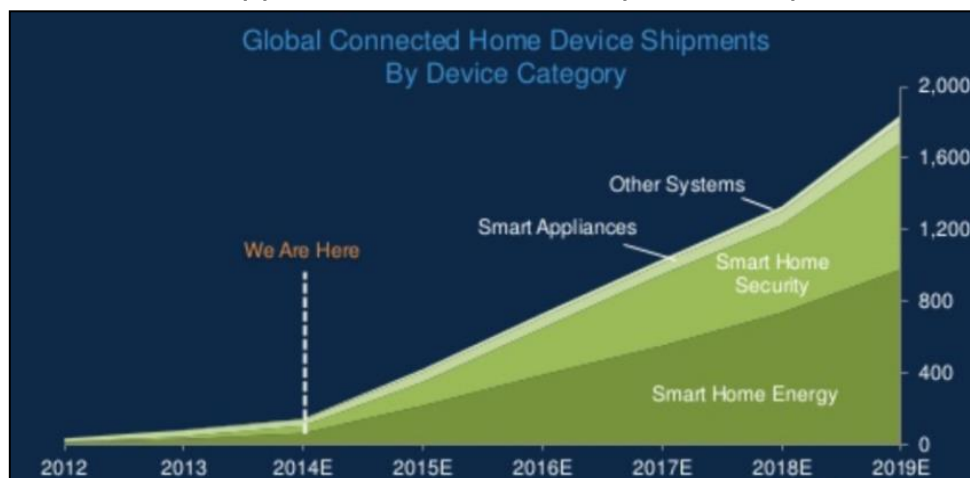 Global Connected Home Device Shipments
By Device Category
2,000
1,600
1,200
800
400
0
Other Systems
Smart Appliances
We Are Here
Smart Home
Security
Smart Home Energy
2012 2013 2014E 2015E 2016E 2017E 2018E 2019E